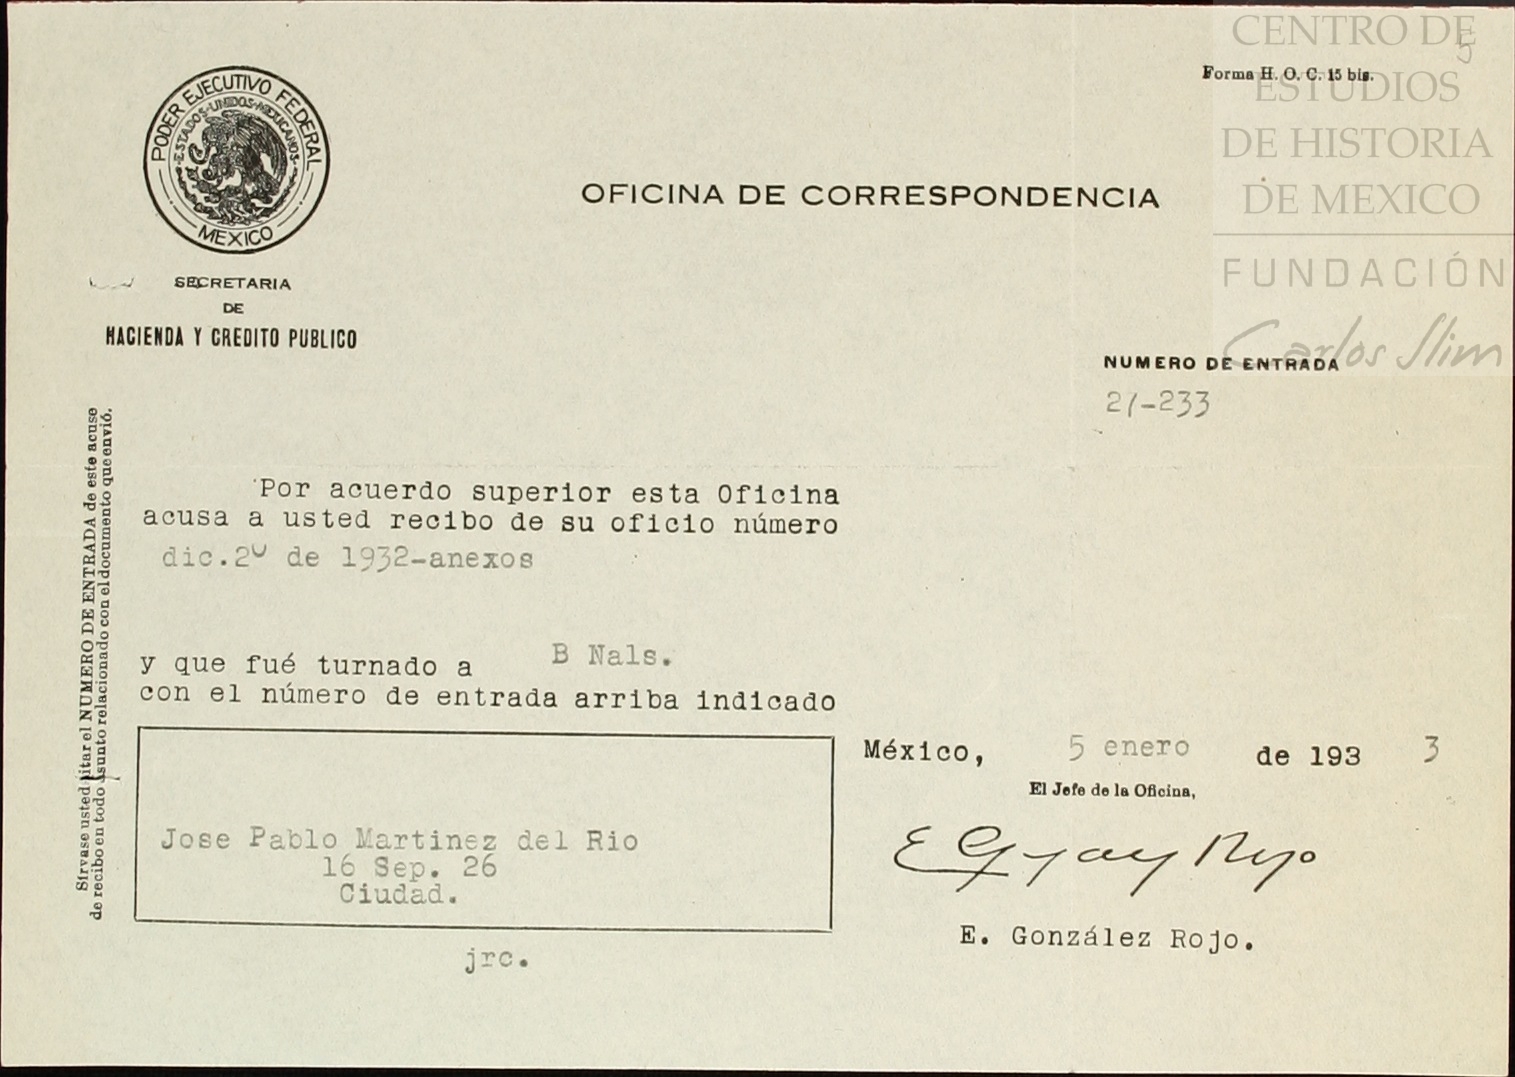 5
CENTRO DE
ESTUDIOS
DE HISTORIA
DE MEXICO
FUNDACIÓN
Carlos Slim
Forma H. O. C. 15 bis.
PODER EJECUTIVO FEDERAL
ESTADOS-UNIDOS-MEXICANOS
MEXICO
OFICINA DE CORRESPONDENCIA
SECRETARIA
DE
HACIENDA Y CREDITO PUBLICO
NUMERO DE ENTRADA
21-233
Por acuerdo superior esta Oficina
acusa a usted recibo de su oficio número
dic. de 1932-anexos
y que fué turnado a B Nals.
con el número de entrada arriba indicado
México, 5 enero de 193 3
El Jefe de la Oficina,
E. González Rojo.
Jose Pablo Martinez del Rio
16 Sep. 26
Ciudad.
jrc.
Sírvase usted citar el NUMERO DE ENTRADA de este acuse
de recibo en todo asunto relacionado con el documento que envió.